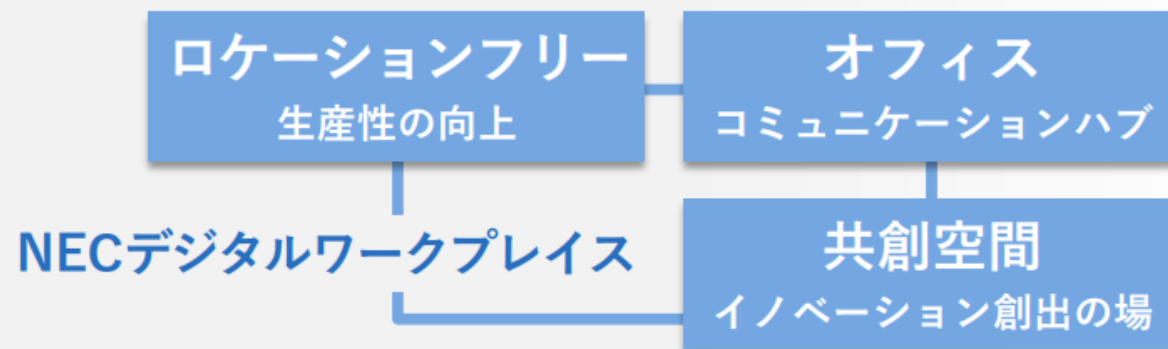 ロケーションフリー
生産性の向上
オフィス
コミュニケーションハブ
NECデジタルワークプレイス
共創空間
イノベーション創出の場